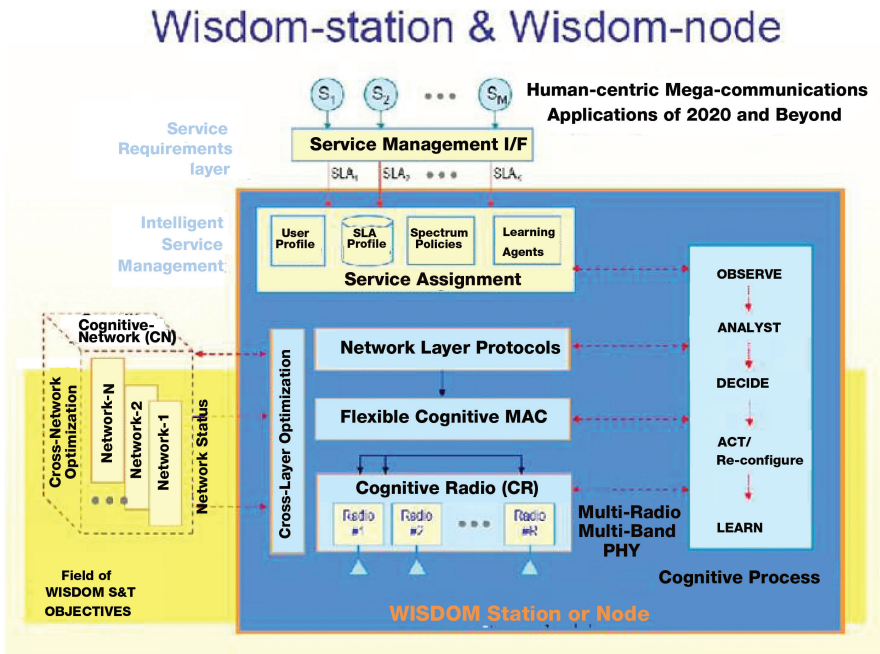 Wisdom-station & Wisdom-node
S1 S2 ••• SM
Human-centric Mega-communications
Applications of 2020 and Beyond
Service
Requirements
layer
Service Management I/F
SLA1 SLA2 •••
Intelligent
Service
Management
User
Profile
SLA
Profile
Spectrum
Policies
Learning
Agents
Service Assignment
OBSERVE
ANALYST
DECIDE
ACT/
Re-configure
LEARN
Cognitive Process
Cognitive-
Network (CN)
Cross-Network
Optimization
Network-N
Network-2
Network-1
•••
Network Status
Cross-Layer Optimization
Network Layer Protocols
Flexible Cognitive MAC
Cognitive Radio (CR)
Radio
#1
Radio
#2
•••
Radio
#R
Multi-Radio
Multi-Band
PHY
Field of
WISDOM S&T
OBJECTIVES
WISDOM Station or Node